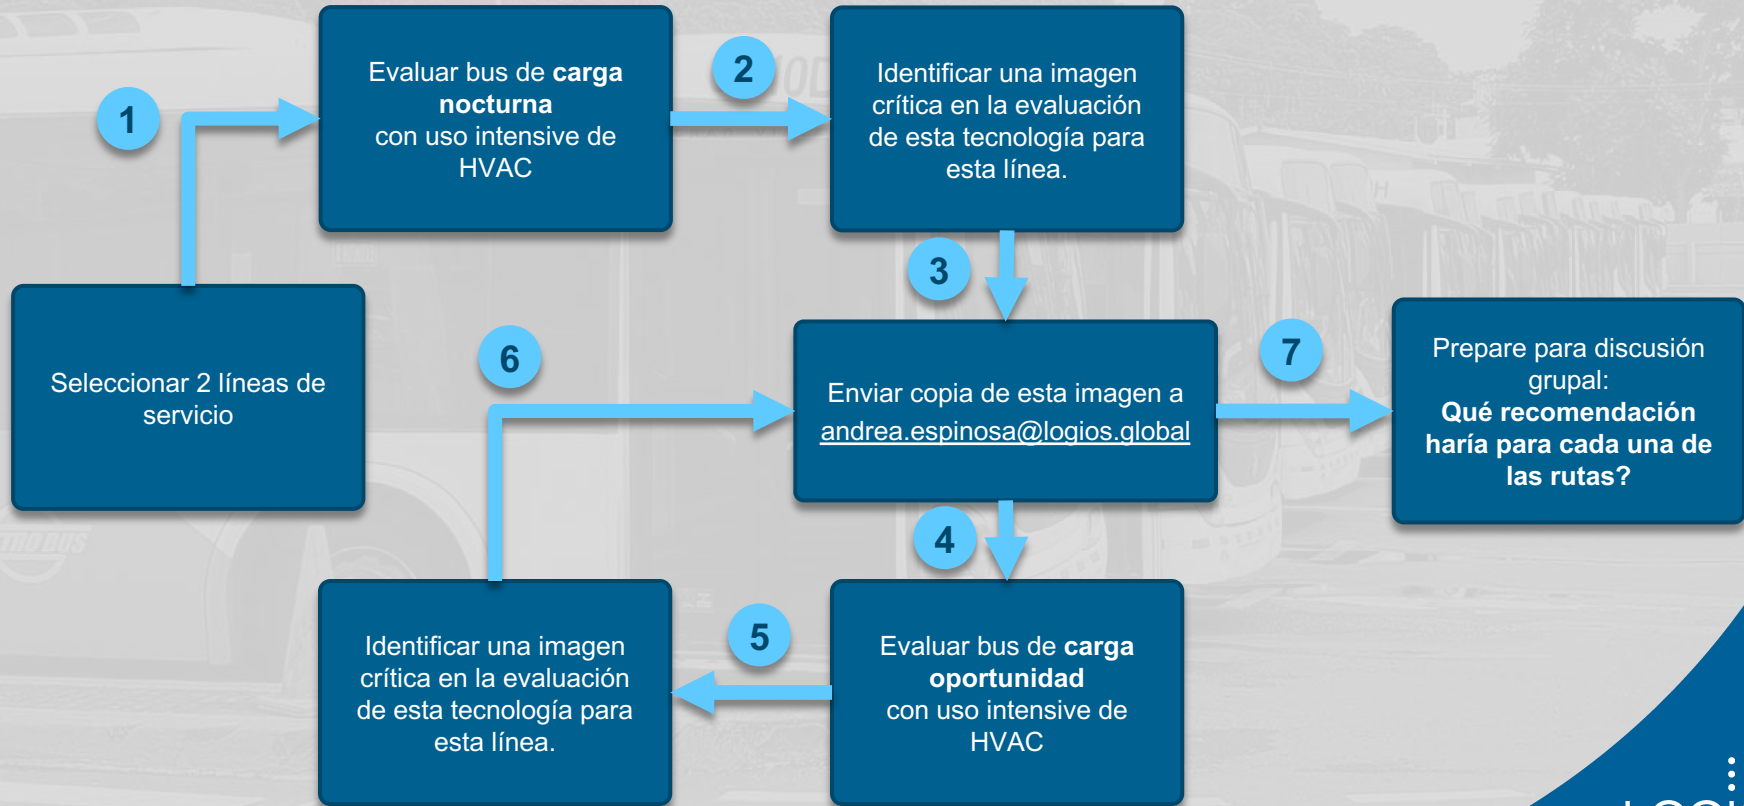 1
Evaluar bus de carga
nocturna
con uso intensive de
HVAC
2
Identificar una imagen
crítica en la evaluación
de esta tecnología para
esta línea.
3
Seleccionar 2 líneas de
servicio
6
Enviar copia de esta imagen a
andrea.espinosa@logios.global
7
Prepare para discusión
grupal:
Qué recomendación
haría para cada una de
las rutas?
4
Identificar una imagen
crítica en la evaluación
de esta tecnología para
esta línea.
5
Evaluar bus de carga
oportunidad
con uso intensive de
HVAC